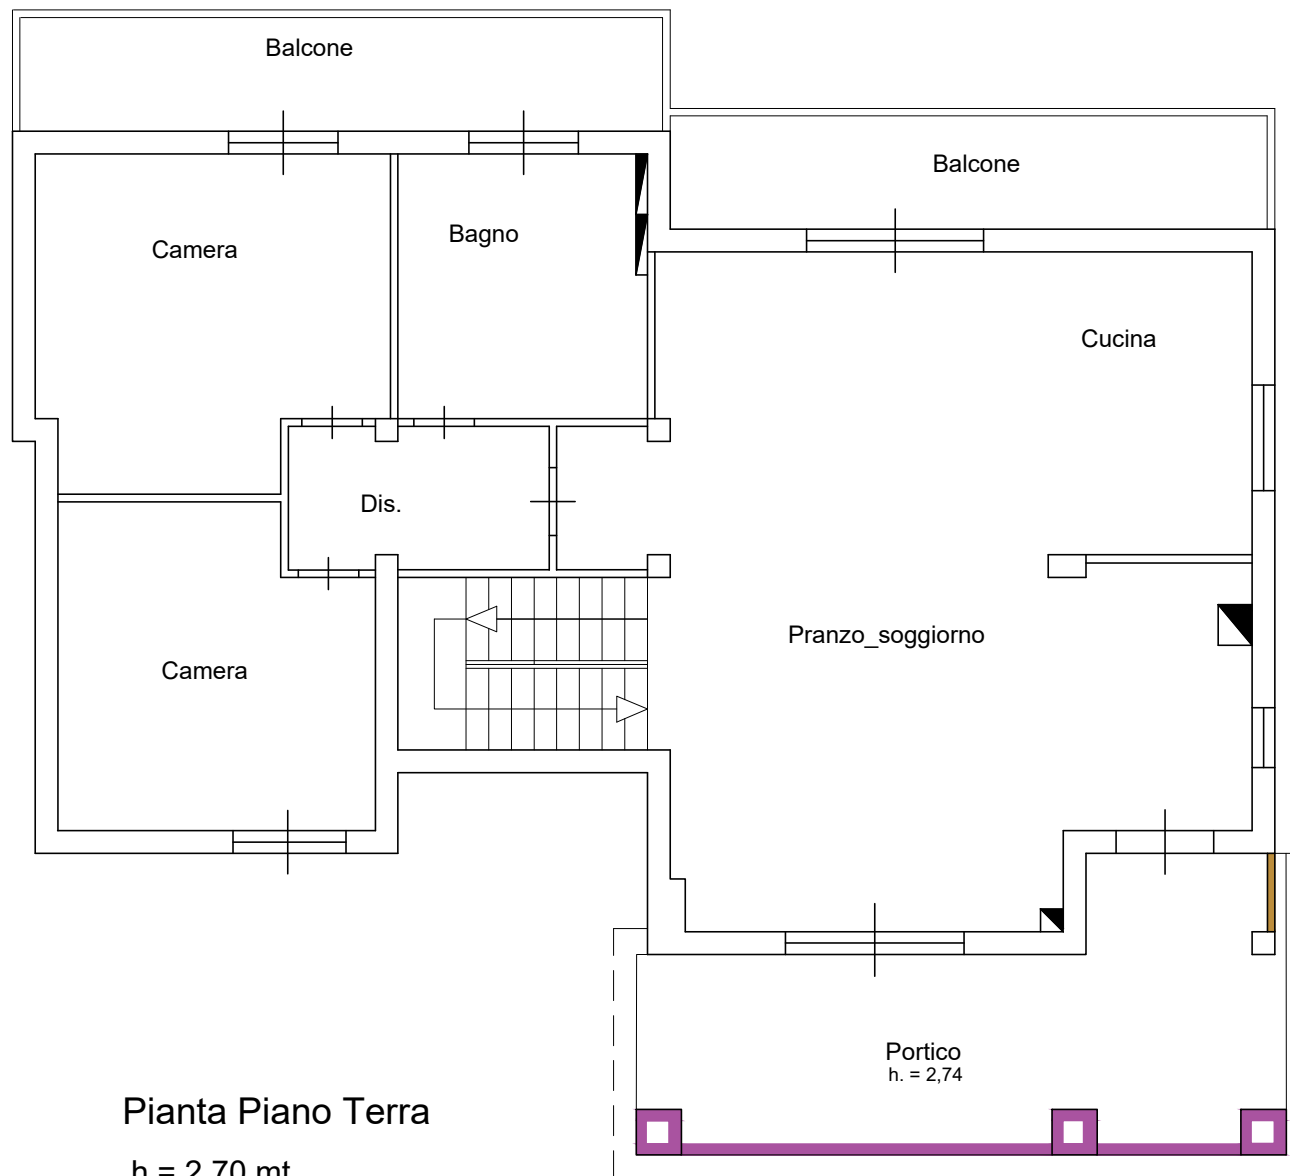 Balcone
Balcone
Camera
Bagno
Cucina
Dis.
Pranzo_soggiorno
Camera
Portico
h. = 2,74
Pianta Piano Terra
h = 2,70 mt